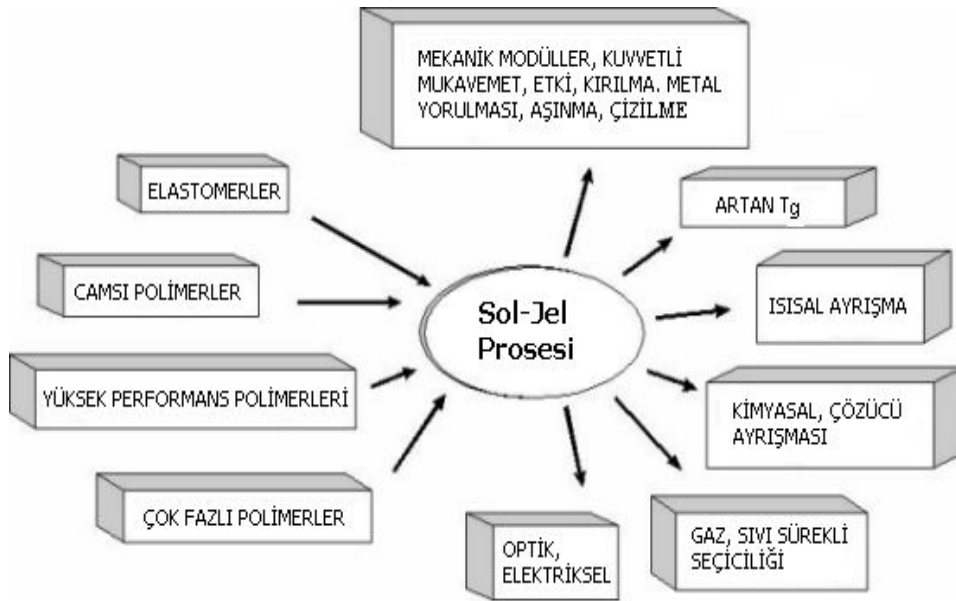 MEKANİK MODÜLLER, KUVVETLİ
MUKAVEMET, ETKİ, KIRILMA. METAL
YORULMASI, AŞINMA, ÇİZİLME
ELASTOMERLER
ARTAN Tg
CAMSI POLİMERLER
Sol-Jel
Prosesi
ISISAL AYRIŞMA
YÜKSEK PERFORMANS POLİMERLERİ
KİMYASAL, ÇÖZÜCÜ
AYRIŞMASI
ÇOK FAZLI POLİMERLER
OPTİK,
ELEKTRİKSEL
GAZ, SIVI SÜREKLİ
SEÇİCİLİĞİ